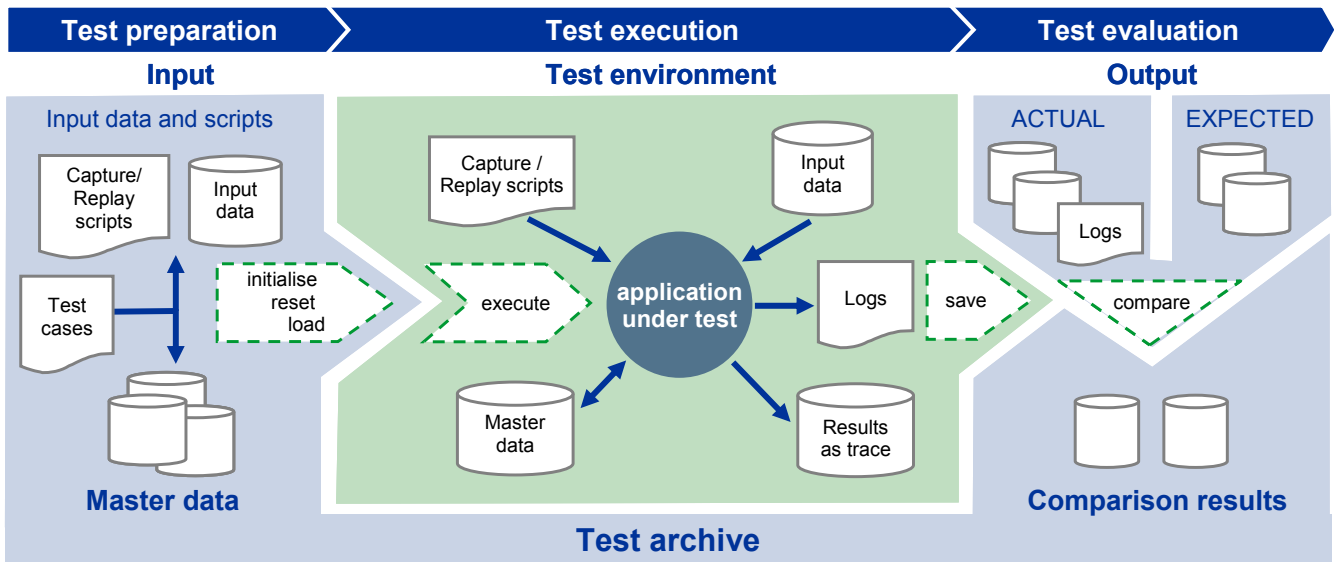 Test preparation
Test execution
Test evaluation
Input
Test environment
Output
Input data and scripts
Capture/
Replay
scripts
Input
data
Test
cases
initialise
reset
load
Master data
Capture /
Replay scripts
Input
data
execute
application
under test
Logs
save
Master
data
Results
as trace
ACTUAL
EXPECTED
Logs
compare
Comparison results
Test archive